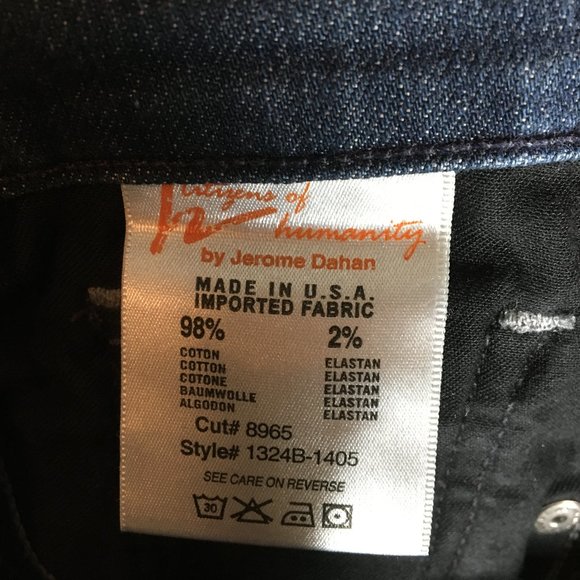 Citizens of
humanity
by Jerome Dahan
MADE IN U.S.A.
IMPORTED FABRIC
98% 2%
COTON ELASTAN
COTTON ELASTAN
COTONE ELASTAN
BAUMWOLLE ELASTAN
ALGODON ELASTAN
Cut# 8965
Style# 1324B-1405
SEE CARE ON REVERSE
30